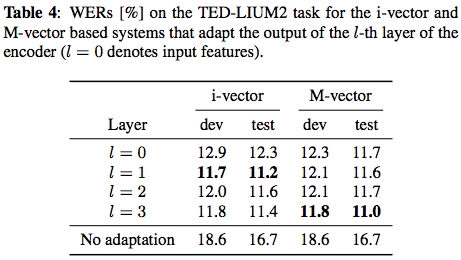 Table 4: WERs [%] on the TED-LIUM2 task for the i-vector and
M-vector based systems that adapt the output of the l-th layer of the
encoder (l = 0 denotes input features).
i-vector M-vector
Layer dev test dev test
l = 0 12.9 12.3 12.3 11.7
l = 1 11.7 11.2 12.1 11.6
l = 2 12.0 11.6 12.1 11.7
l = 3 11.8 11.4 11.8 11.0
No adaptation 18.6 16.7 18.6 16.7